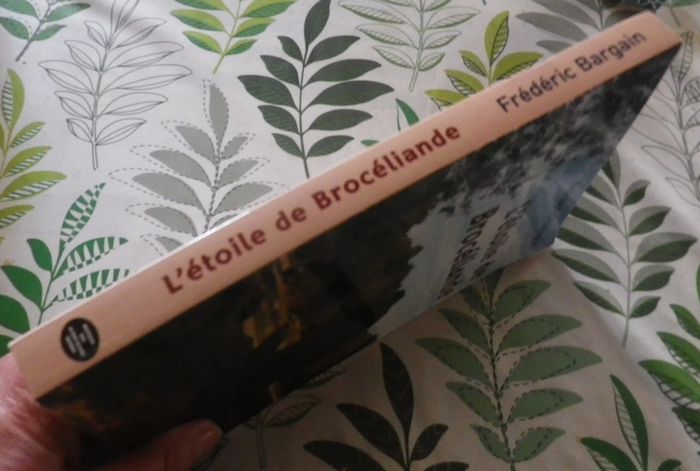 L'étoile de Brocéliande
Frédéric Bargain